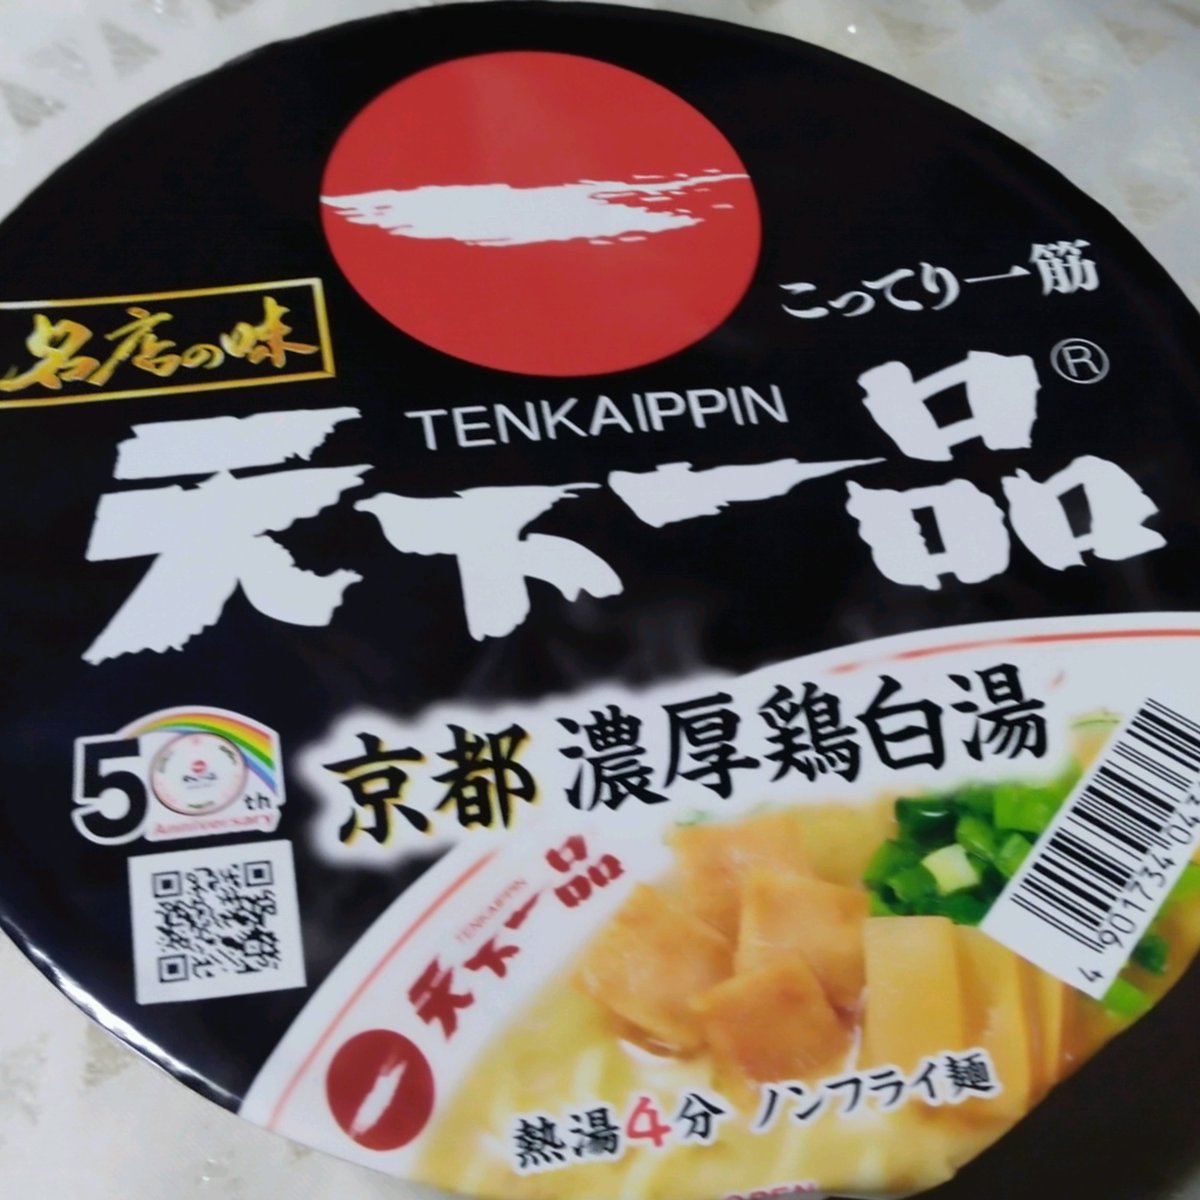 こってり一筋
名店の味
TENKAIPPIN
天下一品®
50th
Anniversary
京都 濃厚鶏白湯
TENKAIPPIN
天下一品
熱湯4分 ノンフライ麺